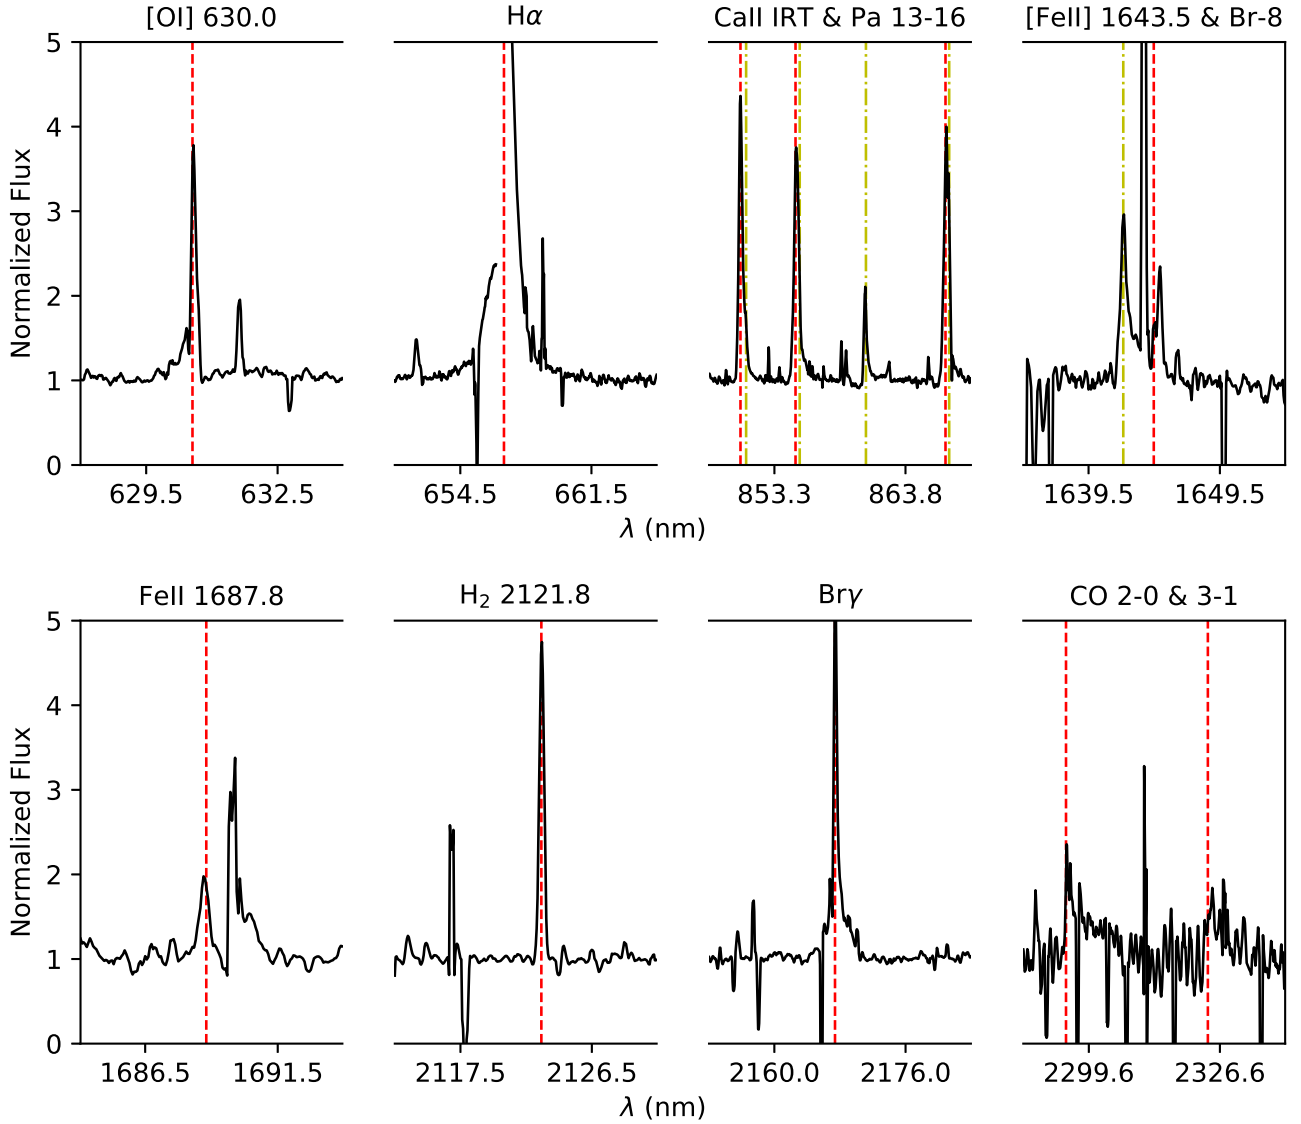 [OI] 630.0
Hα
CaII IRT & Pa 13-16
[FeII] 1643.5 & Br-8
Normalized Flux
5
4
3
2
1
0
629.5 632.5
654.5 661.5
853.3 863.8
1639.5 1649.5
λ (nm)
FeII 1687.8
H₂ 2121.8
Brγ
CO 2-0 & 3-1
Normalized Flux
5
4
3
2
1
0
1686.5 1691.5
2117.5 2126.5
2160.0 2176.0
2299.6 2326.6
λ (nm)